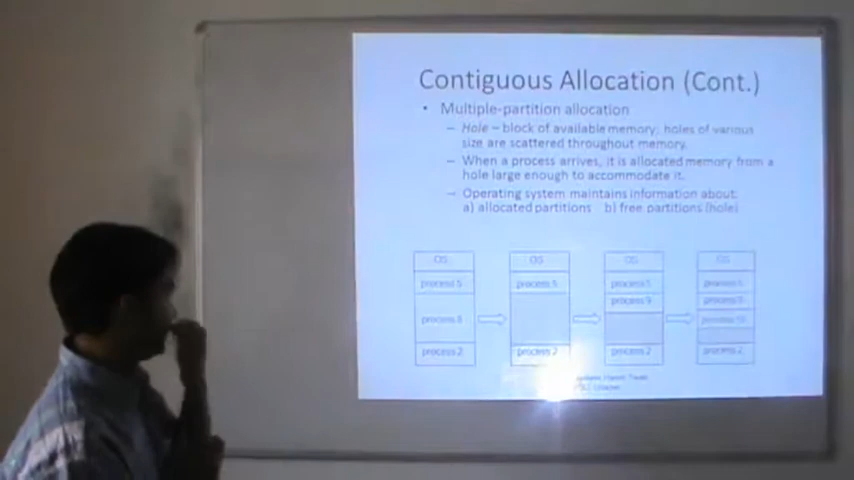 Contiguous Allocation (Cont.)
• Multiple-partition allocation
– Hole – block of available memory; holes of various
size are scattered throughout memory.
– When a process arrives, it is allocated memory from a
hole large enough to accommodate it.
– Operating system maintains information about:
a) allocated partitions b) free partitions (hole)
OS
process 5
process 8
process 2
OS
process 5
process 2
OS
process 5
process 9
process 2
OS
process 5
process 9
process 10
process 2